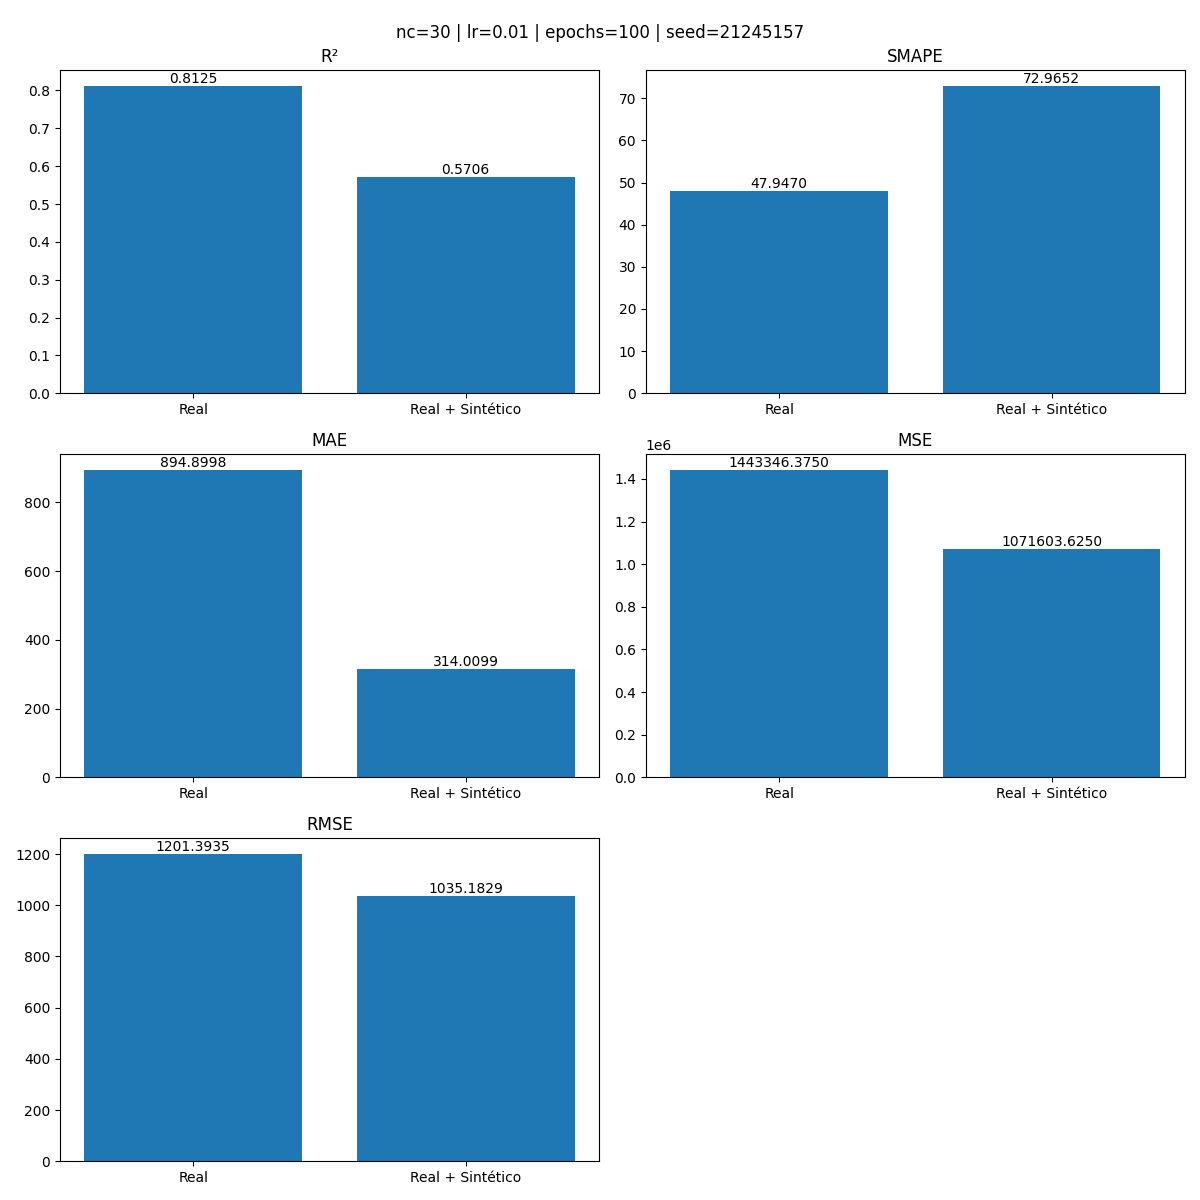 nc=30 | lr=0.01 | epochs=100 | seed=21245157
R²
0.8125
0.5706
0.8
0.7
0.6
0.5
0.4
0.3
0.2
0.1
0.0
Real
Real + Sintético
SMAPE
72.9652
47.9470
70
60
50
40
30
20
10
0
Real
Real + Sintético
MAE
894.8998
314.0099
800
600
400
200
0
Real
Real + Sintético
MSE
1e6
1443346.3750
1071603.6250
1.4
1.2
1.0
0.8
0.6
0.4
0.2
0.0
Real
Real + Sintético
RMSE
1201.3935
1035.1829
1200
1000
800
600
400
200
0
Real
Real + Sintético